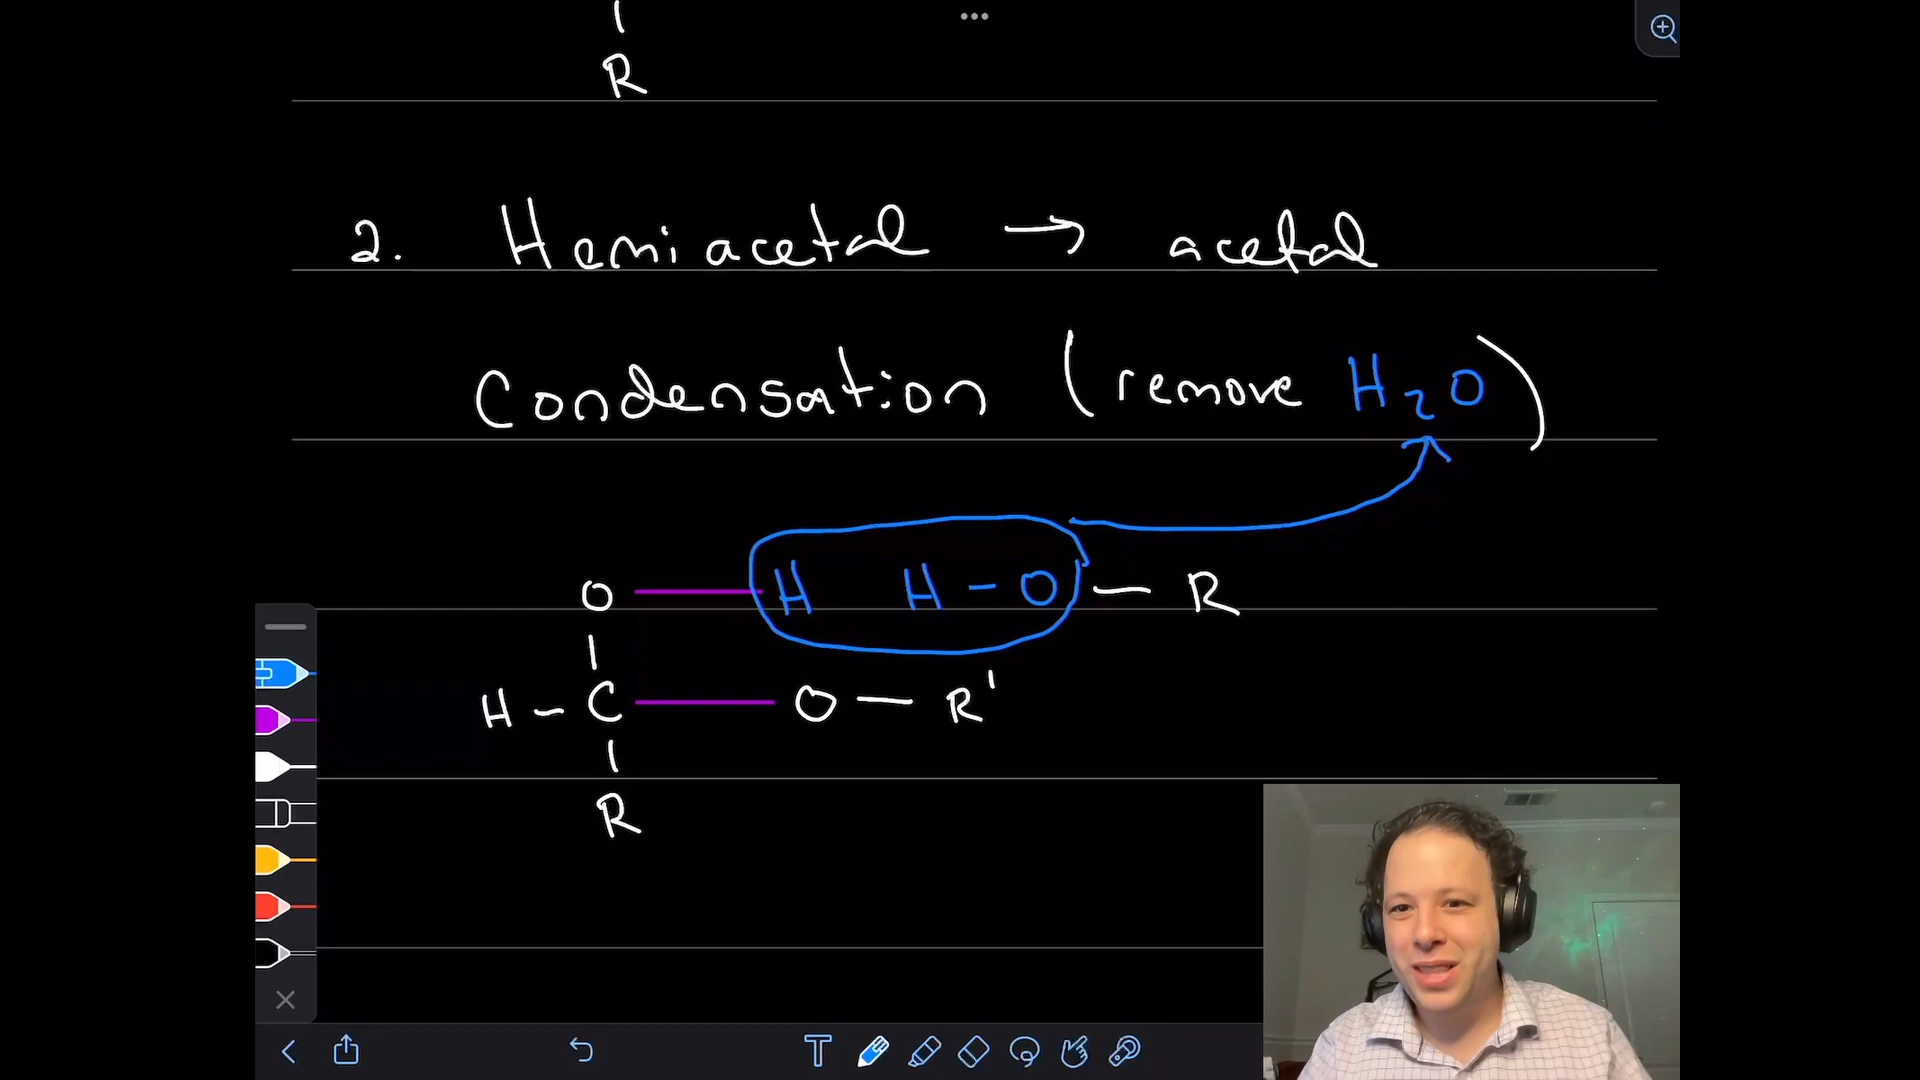 R
2. Hemiacetal → acetal
Condensation (remove H₂O)
O — H H - O — R
H - C — O — R'
R
T